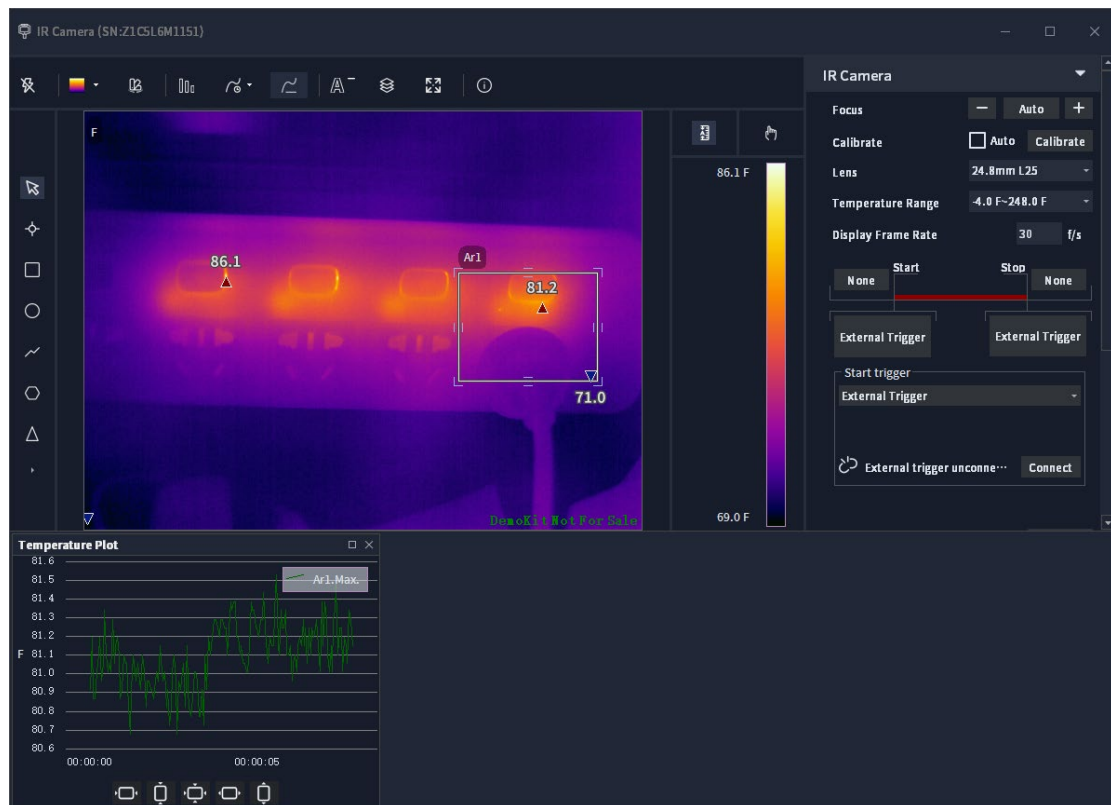 IR Camera (SN:Z1C5L6M1151)
IR Camera
Focus
Auto
Calibrate
Auto
Calibrate
Lens
24.8mm L25
Temperature Range
-4.0 F~248.0 F
Display Frame Rate
30
f/s
Start
Stop
None
None
External Trigger
External Trigger
Start trigger
External Trigger
External trigger unconne···
Connect
F
86.1
Ar1
81.2
71.0
DemoKitNotForSale
86.1 F
69.0 F
Temperature Plot
Ar1.Max.
F
81.6
81.5
81.4
81.3
81.2
81.1
81.0
80.9
80.8
80.7
80.6
00:00:00
00:00:05